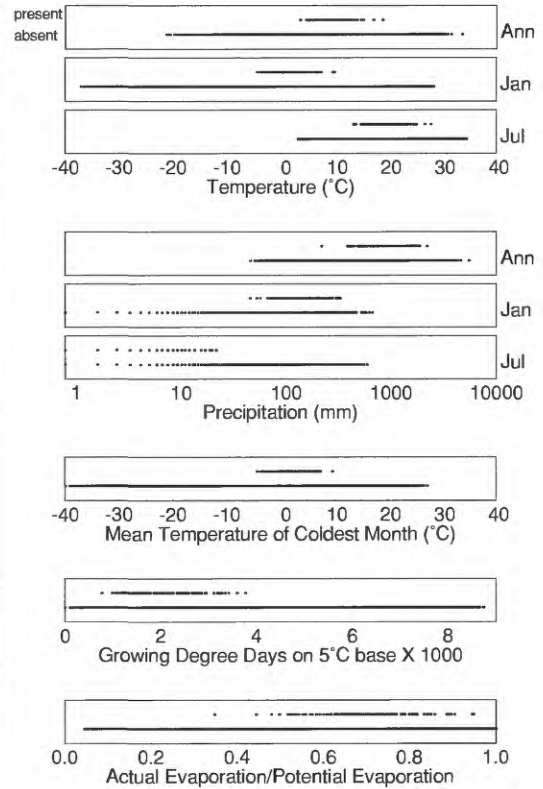 present
absent
Ann
Jan
Jul
-40 -30 -20 -10 0 10 20 30 40
Temperature (˚C)
Ann
Jan
Jul
1 10 100 1000 10000
Precipitation (mm)
-40 -30 -20 -10 0 10 20 30 40
Mean Temperature of Coldest Month (˚C)
0 2 4 6 8
Growing Degree Days on 5˚C base X 1000
0.0 0.2 0.4 0.6 0.8 1.0
Actual Evaporation/Potential Evaporation